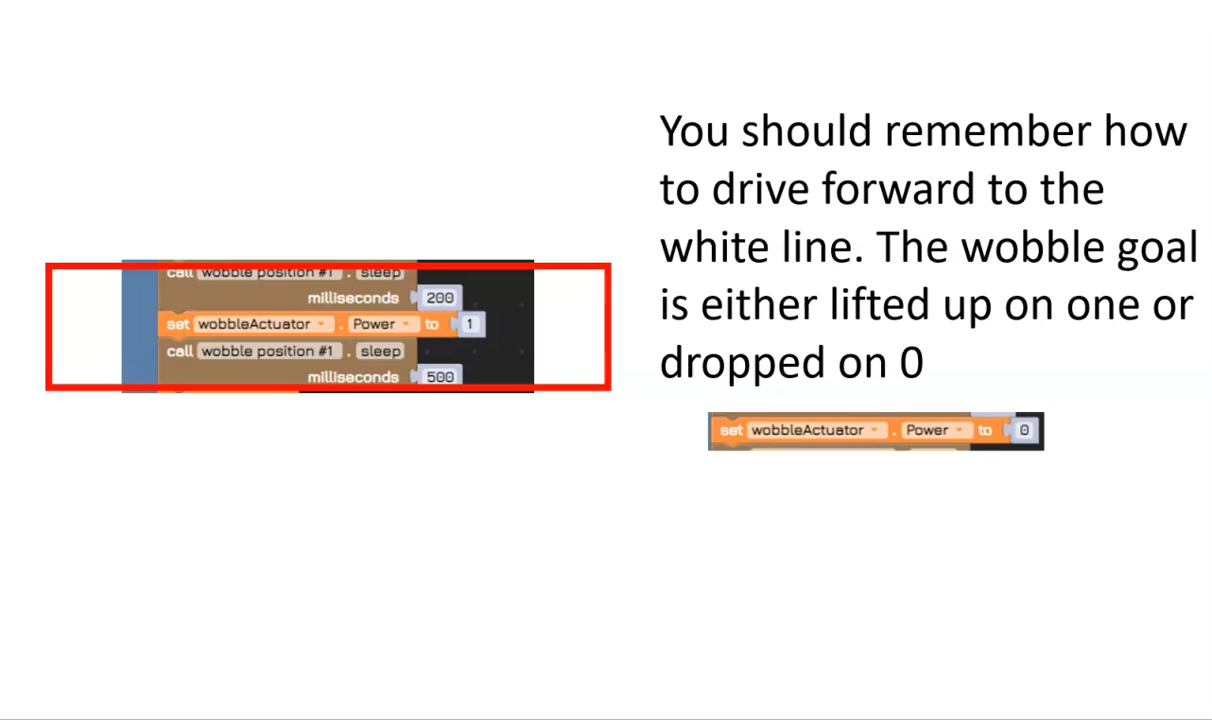 You should remember how
to drive forward to the
white line. The wobble goal
is either lifted up on one or
dropped on 0
call wobble position #1 . sleep
milliseconds 200
set wobbleActuator . Power to 1
call wobble position #1 . sleep
milliseconds 500
set wobbleActuator . Power to 0